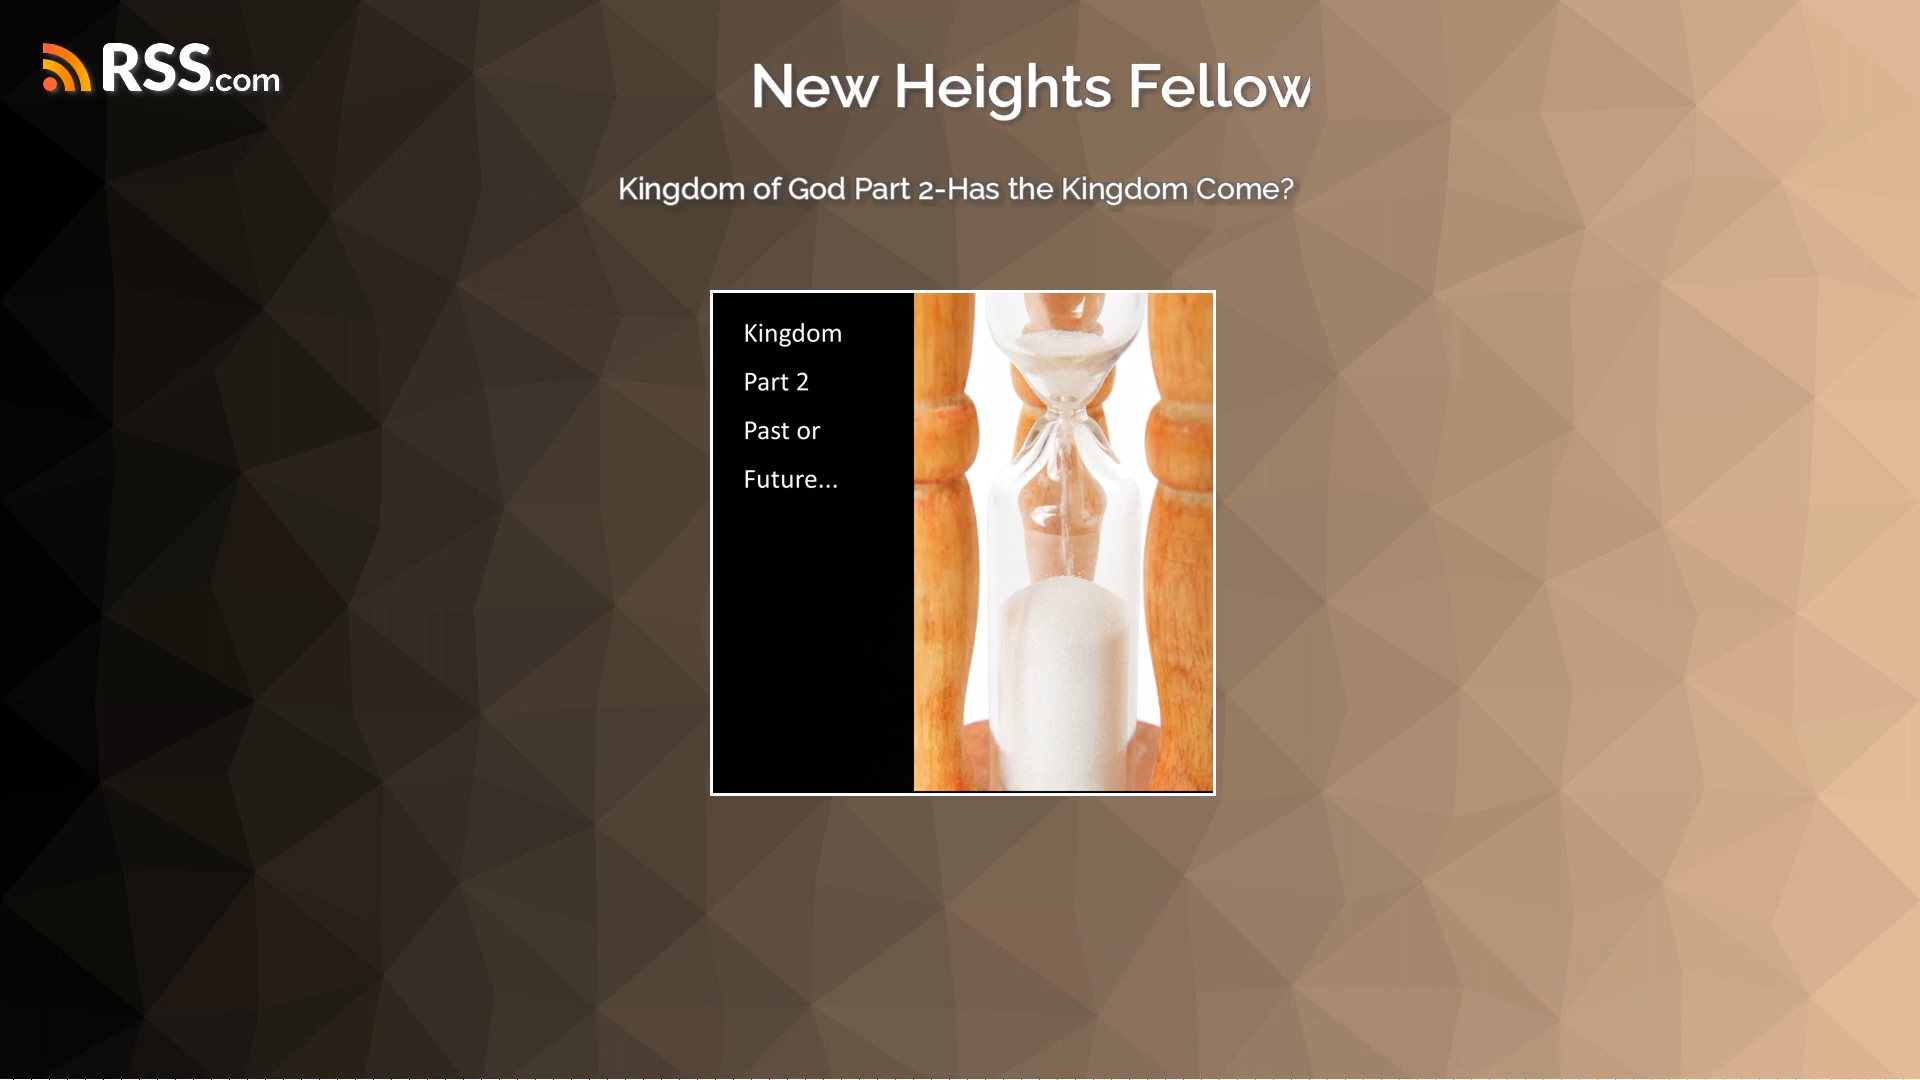 RSS.com
New Heights Fellow
Kingdom of God Part 2-Has the Kingdom Come?
Kingdom
Part 2
Past or
Future...